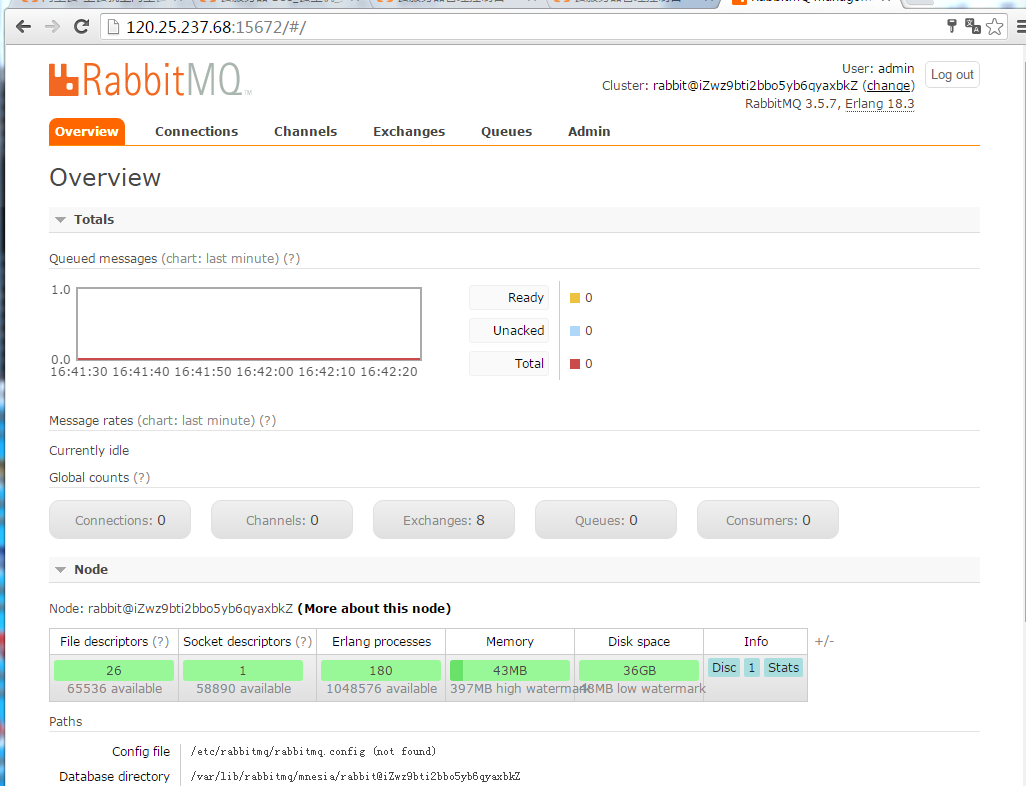 120.25.237.68:15672/#/
RabbitMQ™
User: admin
Cluster: rabbit@iZwz9bti2bbo5yb6qyaxbkZ (change)
RabbitMQ 3.5.7, Erlang 18.3
Log out
Overview Connections Channels Exchanges Queues Admin
Overview
Totals
Queued messages (chart: last minute) (?)
1.0
0.0
16:41:30 16:41:40 16:41:50 16:42:00 16:42:10 16:42:20
Ready 0
Unacked 0
Total 0
Message rates (chart: last minute) (?)
Currently idle
Global counts (?)
Connections: 0 Channels: 0 Exchanges: 8 Queues: 0 Consumers: 0
Node
Node: rabbit@iZwz9bti2bbo5yb6qyaxbkZ (More about this node)
File descriptors (?) Socket descriptors (?) Erlang processes Memory Disk space Info +/-
26 1 180 43MB 36GB Disc 1 Stats
65536 available 58890 available 1048576 available 397MB high watermark 48MB low watermark
Paths
Config file /etc/rabbitmq/rabbitmq.config (not found)
Database directory /var/lib/rabbitmq/mnesia/rabbit@iZwz9bti2bbo5yb6qyaxbkZ